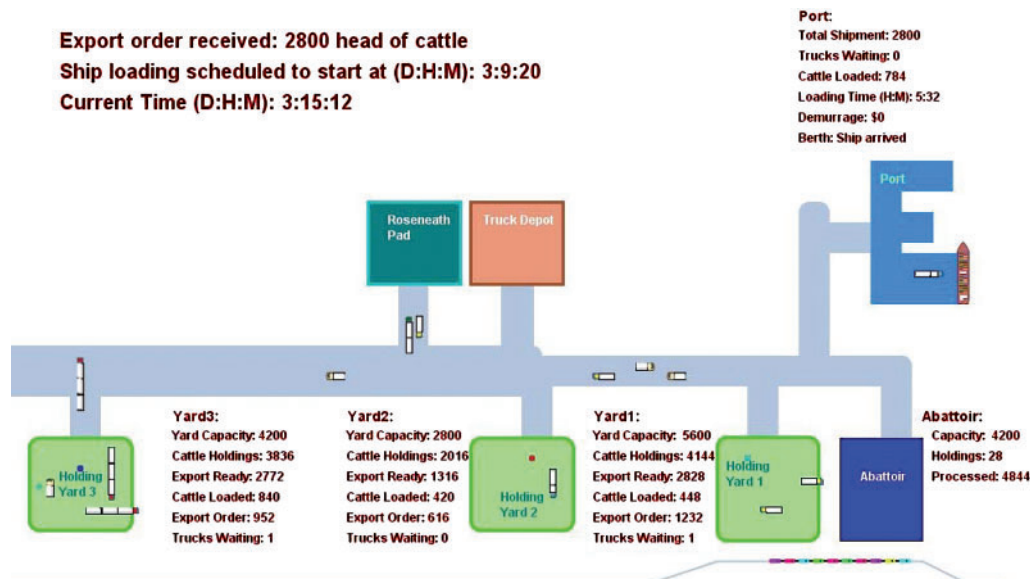 Export order received: 2800 head of cattle
Ship loading scheduled to start at (D:H:M): 3:9:20
Current Time (D:H:M): 3:15:12
Port:
Total Shipment: 2800
Trucks Waiting: 0
Cattle Loaded: 784
Loading Time (H:M): 5:32
Demurrage: $0
Berth: Ship arrived
Port
Roseneath
Pad
Truck Depot
Holding
Yard 3
Yard3:
Yard Capacity: 4200
Cattle Holdings: 3836
Export Ready: 2772
Cattle Loaded: 840
Export Order: 952
Trucks Waiting: 1
Yard2:
Yard Capacity: 2800
Cattle Holdings: 2016
Export Ready: 1316
Cattle Loaded: 420
Export Order: 616
Trucks Waiting: 0
Holding
Yard 2
Yard1:
Yard Capacity: 5600
Cattle Holdings: 4144
Export Ready: 2828
Cattle Loaded: 448
Export Order: 1232
Trucks Waiting: 1
Holding
Yard 1
Abattoir
Abattoir:
Capacity: 4200
Holdings: 28
Processed: 4844